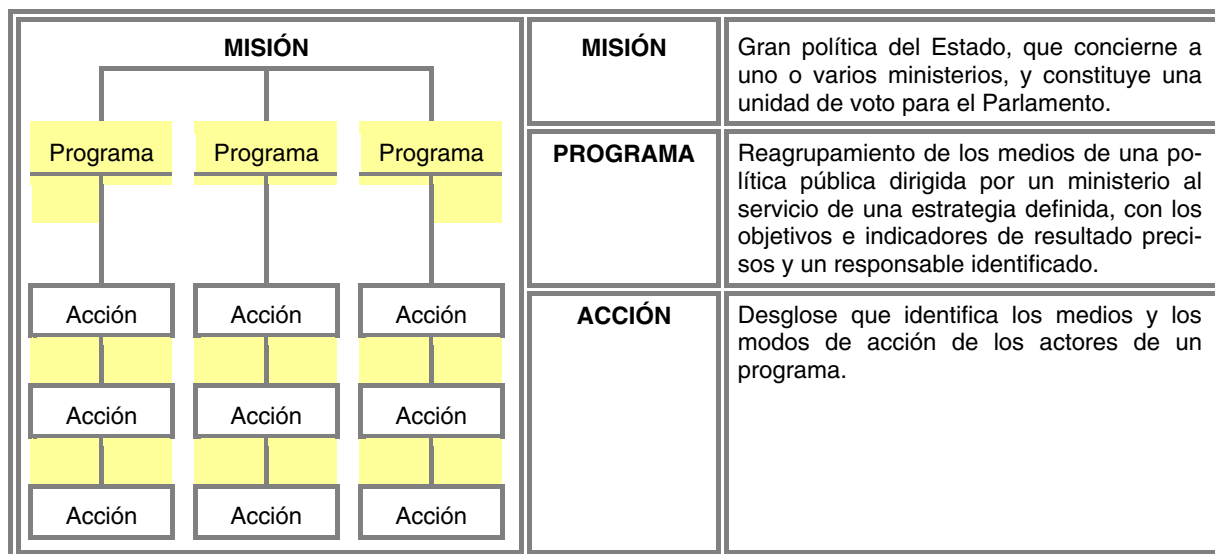 MISIÓN
Programa Programa Programa
Acción Acción Acción
Acción Acción Acción
Acción Acción Acción
MISIÓN
Gran política del Estado, que concierne a
uno o varios ministerios, y constituye una
unidad de voto para el Parlamento.
PROGRAMA
Reagrupamiento de los medios de una po-
lítica pública dirigida por un ministerio al
servicio de una estrategia definida, con los
objetivos e indicadores de resultado preci-
sos y un responsable identificado.
ACCIÓN
Desglose que identifica los medios y los
modos de acción de los actores de un
programa.